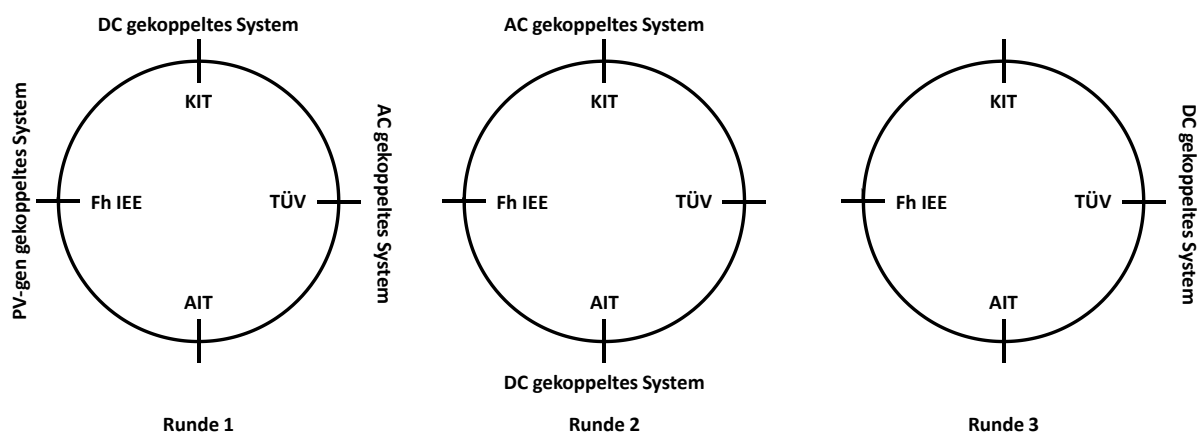 DC gekoppeltes System
KIT
PV-gen gekoppeltes System
Fh IEE
TÜV
AC gekoppeltes System
AIT
Runde 1
AC gekoppeltes System
KIT
Fh IEE
TÜV
AIT
DC gekoppeltes System
Runde 2
KIT
Fh IEE
TÜV
DC gekoppeltes System
AIT
Runde 3